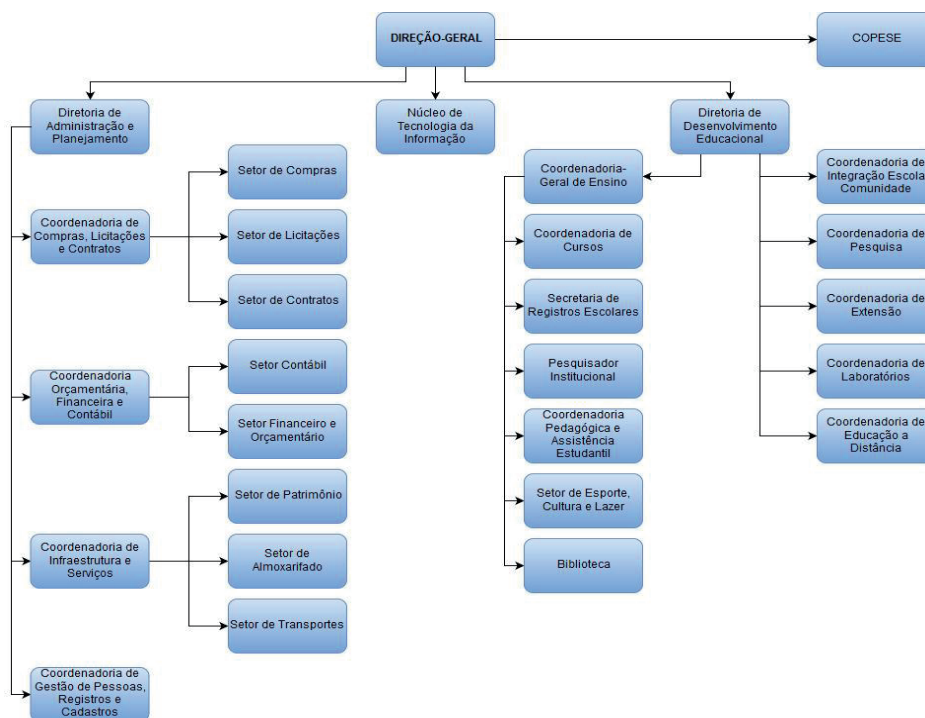 DIREÇÃO-GERAL
COPESE
Diretoria de
Administração e
Planejamento
Núcleo de
Tecnologia da
Informação
Diretoria de
Desenvolvimento
Educacional
Setor de Compras
Coordenadoria de
Compras, Licitações
e Contratos
Setor de Licitações
Setor de Contratos
Coordenadoria
Orçamentária,
Financeira e
Contábil
Setor Contábil
Setor Financeiro e
Orçamentário
Coordenadoria de
Infraestrutura e
Serviços
Setor de Patrimônio
Setor de
Almoxarifado
Setor de Transportes
Coordenadoria de
Gestão de Pessoas,
Registros e
Cadastros
Coordenadoria-
Geral de Ensino
Coordenadoria de
Cursos
Secretaria de
Registros Escolares
Pesquisador
Institucional
Coordenadoria
Pedagógica e
Assistência
Estudantil
Setor de Esporte,
Cultura e Lazer
Biblioteca
Coordenadoria de
Integração Escola
Comunidade
Coordenadoria de
Pesquisa
Coordenadoria de
Extensão
Coordenadoria de
Laboratórios
Coordenadoria de
Educação a
Distância